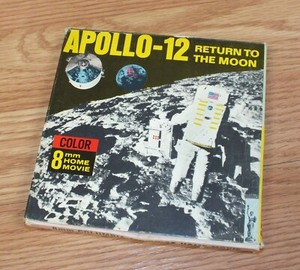 APOLLO-12
RETURN TO
THE MOON
COLOR
8 mm
HOME
MOVIE